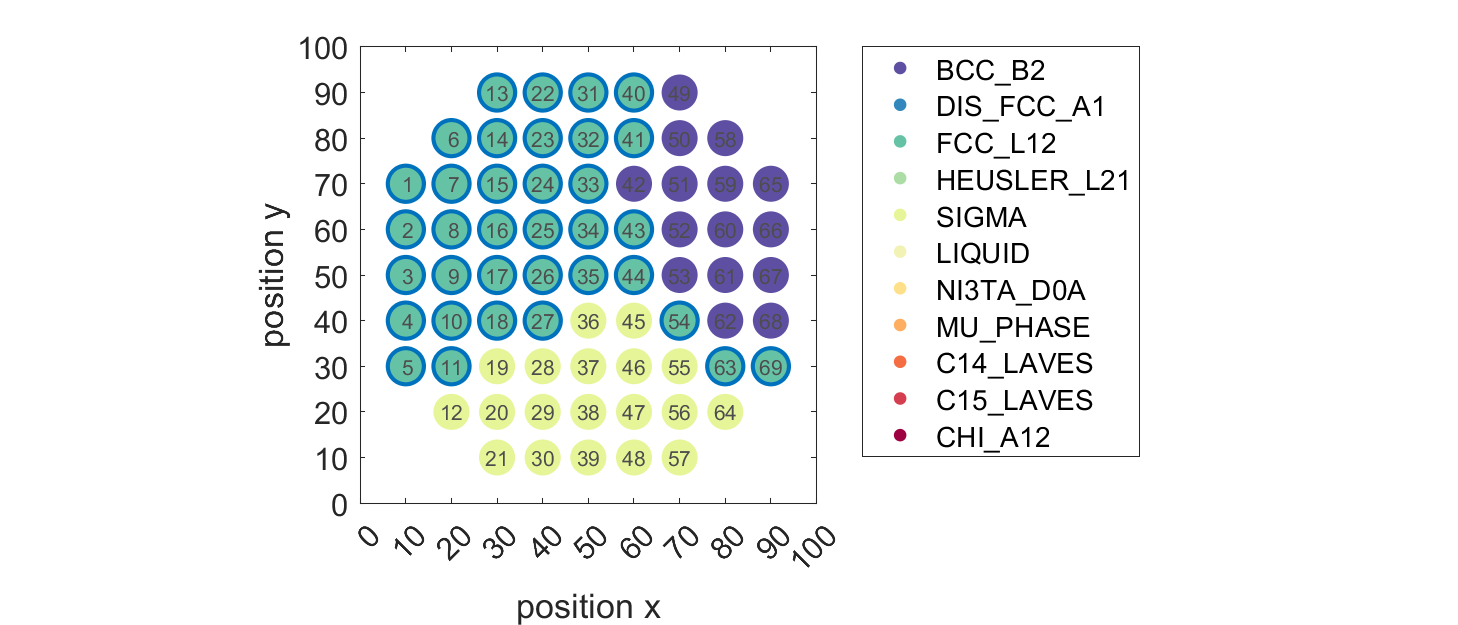 100
90
80
70
60
50
40
30
20
10
0
position y
13 22 31 40 49
6 14 23 32 41 50 58
1 7 15 24 33 42 51 59 65
2 8 16 25 34 43 52 60 66
3 9 17 26 35 44 53 61 67
4 10 18 27 36 45 54 62 68
5 11 19 28 37 46 55 63 69
12 20 29 38 47 56 64
21 30 39 48 57
0 10 20 30 40 50 60 70 80 90 100
position x
BCC_B2
DIS_FCC_A1
FCC_L12
HEUSLER_L21
SIGMA
LIQUID
NI3TA_D0A
MU_PHASE
C14_LAVES
C15_LAVES
CHI_A12